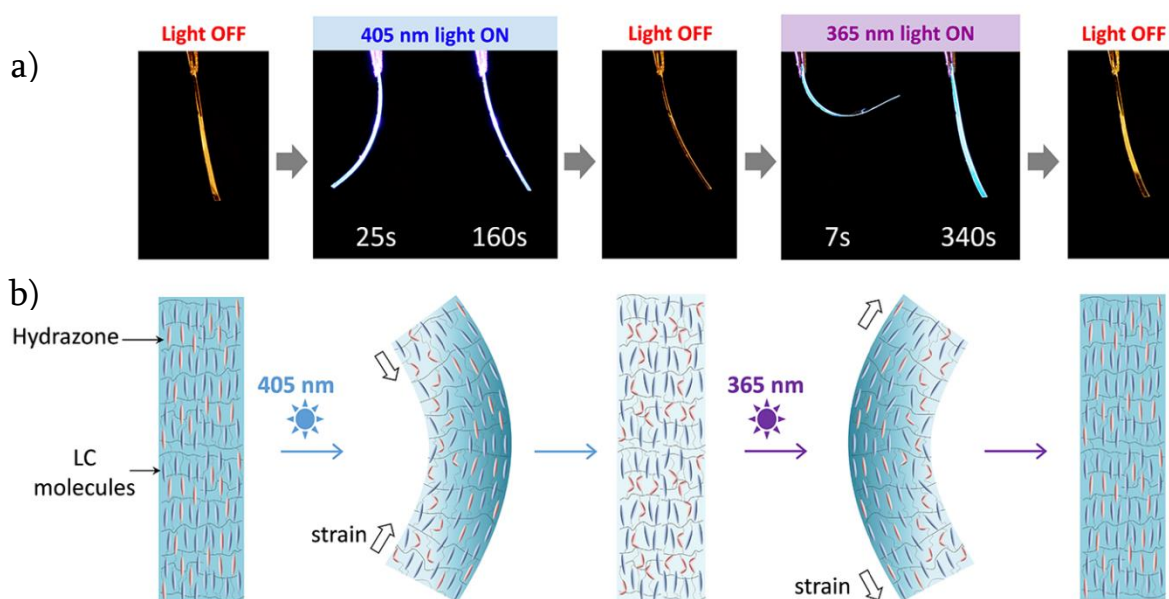 a)
Light OFF
405 nm light ON
Light OFF
365 nm light ON
Light OFF
25s
160s
7s
340s
b)
Hydrazone
LC
molecules
405 nm
strain
365 nm
strain